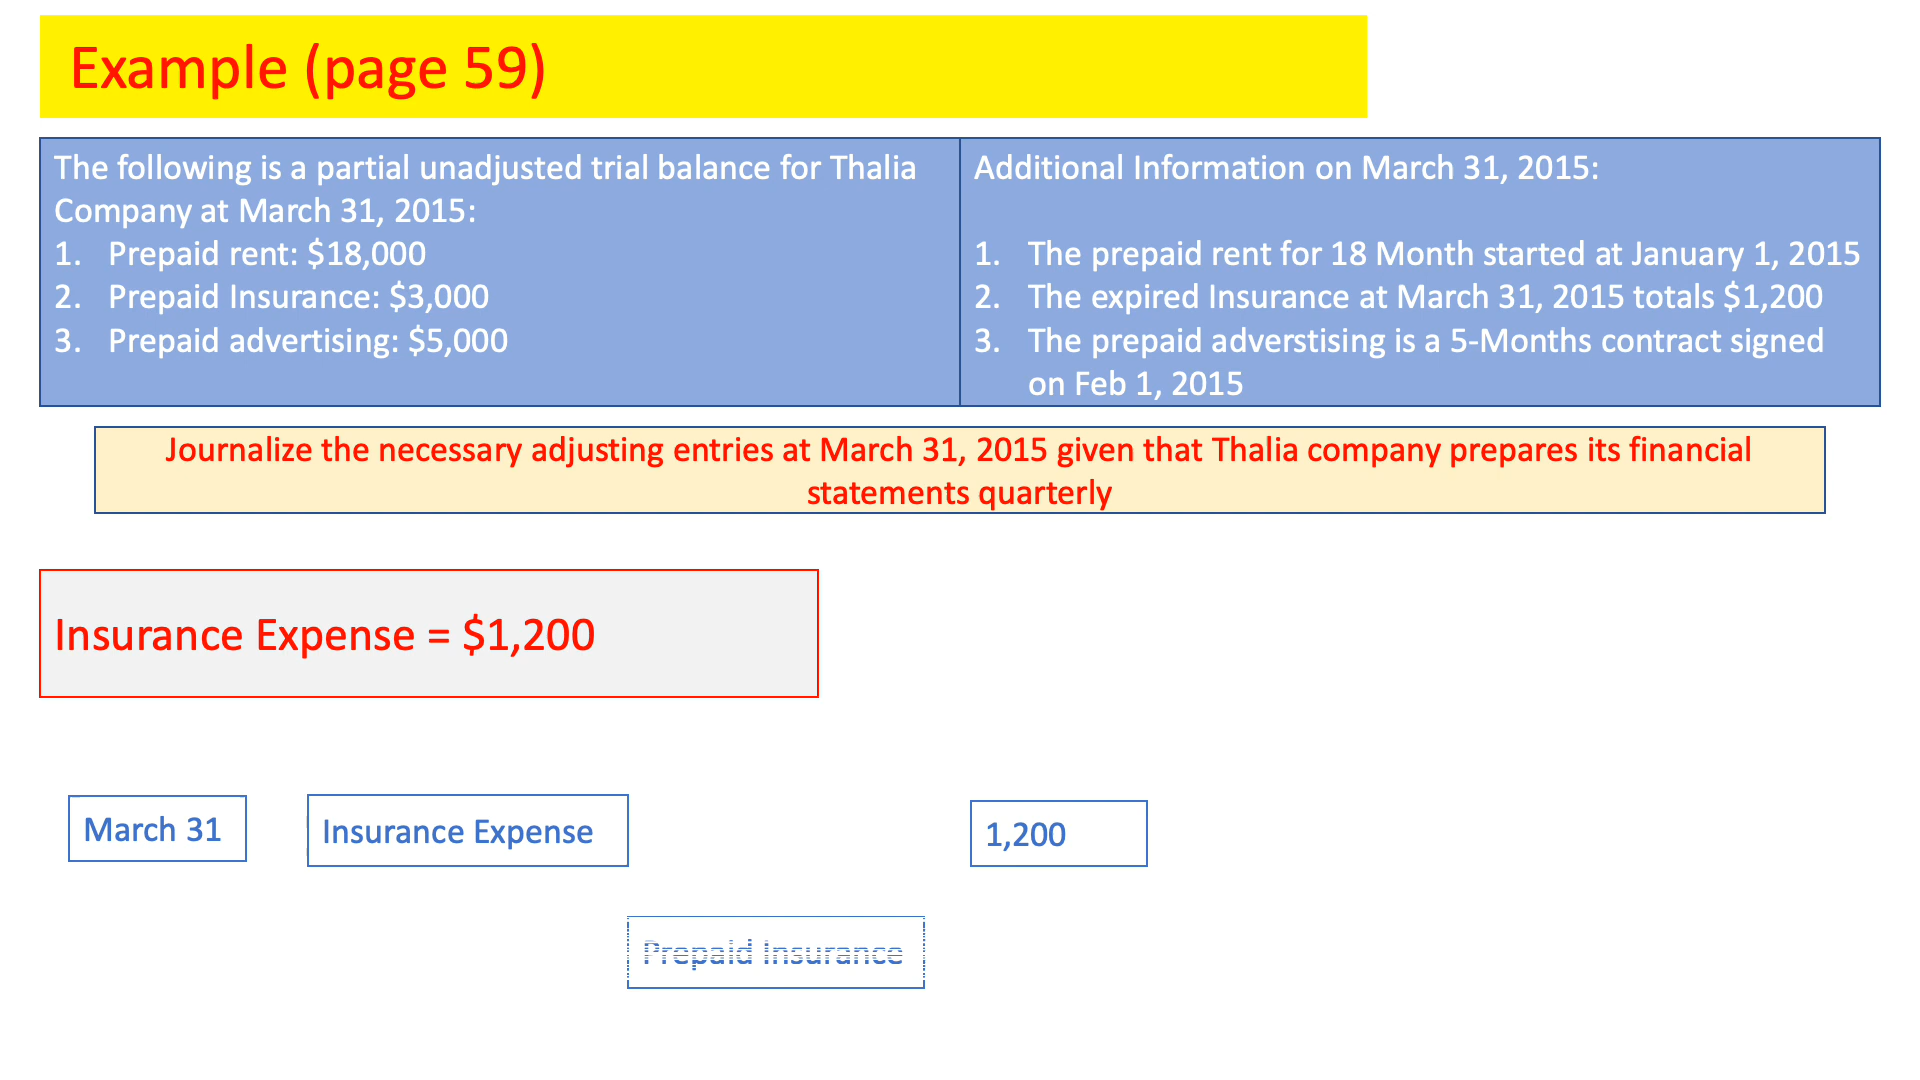 Example (page 59)
The following is a partial unadjusted trial balance for Thalia
Company at March 31, 2015:
1. Prepaid rent: $18,000
2. Prepaid Insurance: $3,000
3. Prepaid advertising: $5,000
Additional Information on March 31, 2015:
1. The prepaid rent for 18 Month started at January 1, 2015
2. The expired Insurance at March 31, 2015 totals $1,200
3. The prepaid adverstising is a 5-Months contract signed
on Feb 1, 2015
Journalize the necessary adjusting entries at March 31, 2015 given that Thalia company prepares its financial
statements quarterly
Insurance Expense = $1,200
March 31
Insurance Expense
1,200
Prepaid Insurance